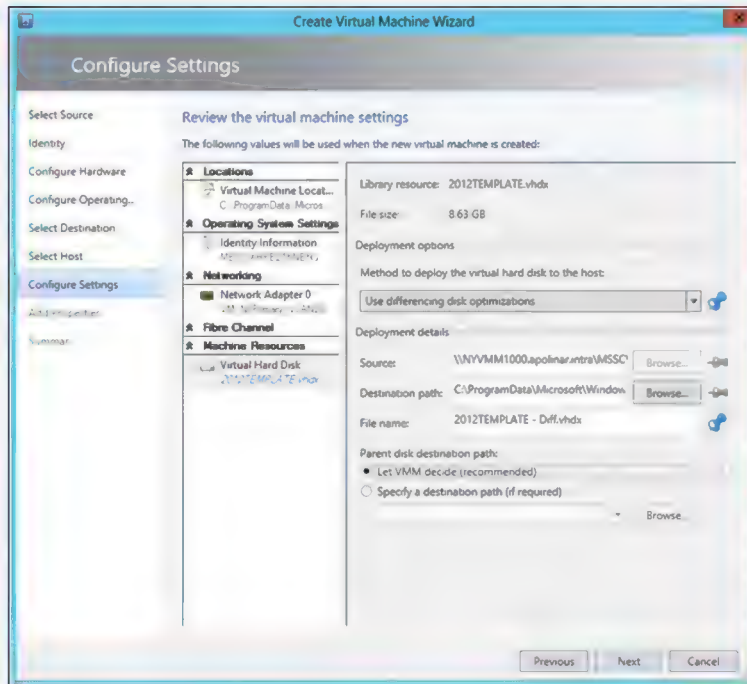 Create Virtual Machine Wizard
Configure Settings
Select Source
Identity
Configure Hardware
Configure Operating...
Select Destination
Select Host
Configure Settings
Add Properties
Summary
Review the virtual machine settings
The following values will be used when the new virtual machine is created:
Locations
Virtual Machine Locat...
C ProgramData Micros
Operating System Settings
Identity Information
Networking
Network Adapter 0
Fibre Channel
Machine Resources
Virtual Hard Disk
2012TEMPLATE.vhdx
Library resource: 2012TEMPLATE.vhdx
File size: 8.63 GB
Deployment options
Method to deploy the virtual hard disk to the host:
Use differencing disk optimizations
Deployment details
Source: \\NYVMM1000.apolinar.intra\MSSC Browse...
Destination path: C:\ProgramData\Microsoft\Window Browse...
File name: 2012TEMPLATE - Diff.vhdx
Parent disk destination path:
Let VMM decide (recommended)
Specify a destination path (if required)
Browse...
Previous Next Cancel